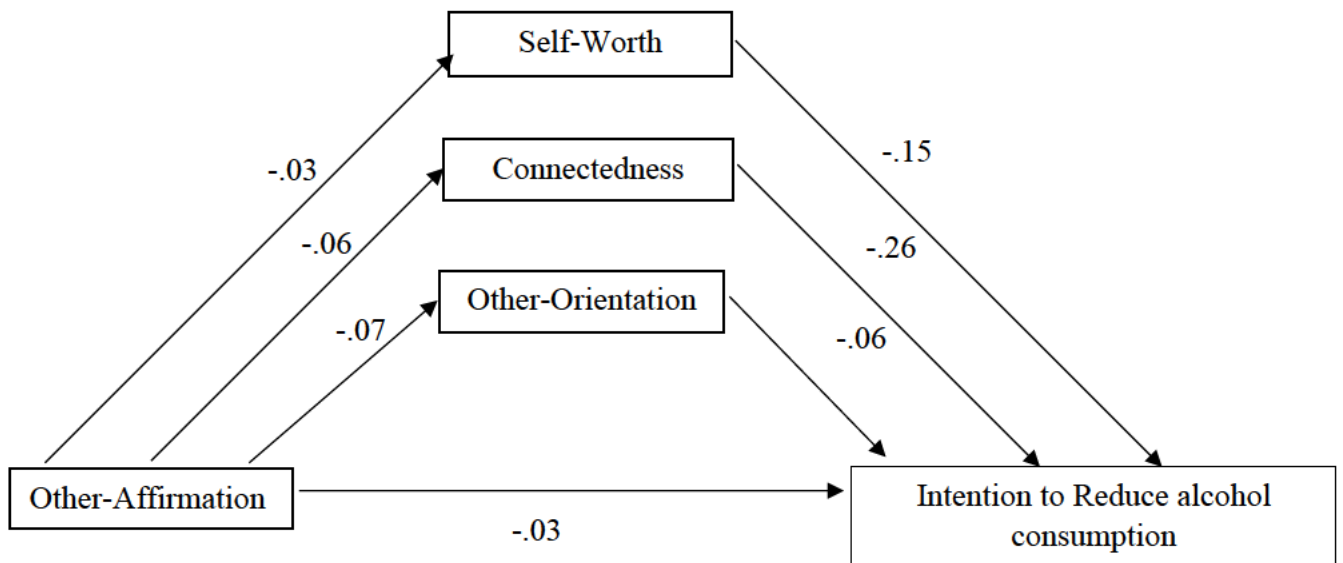 Self-Worth
-.03
-.15
Connectedness
-.06
-.26
Other-Orientation
-.07
-.06
Other-Affirmation
-.03
Intention to Reduce alcohol
consumption